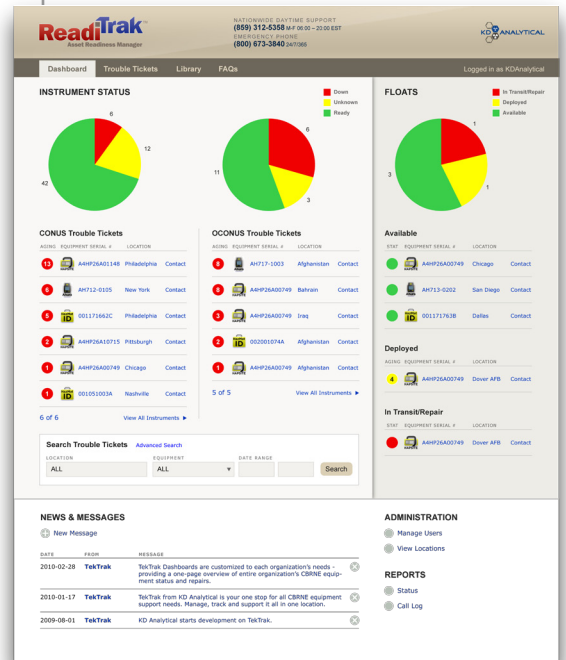 ReadiTrak™
Asset Readiness Manager
NATIONWIDE DAYTIME SUPPORT
(859) 312-5358 M-F 06:00 – 20:00 EST
EMERGENCY PHONE
(800) 673-3840 24/7/365
KD ANALYTICAL
Dashboard Trouble Tickets Library FAQs Logged in as KDAnalytical
INSTRUMENT STATUS
Down
Unknown
Ready
6
12
42
6
3
11
FLOATS
In Transit/Repair
Deployed
Available
1
1
3
CONUS Trouble Tickets
AGING EQUIPMENT SERIAL # LOCATION
13 A4HP26A01148 Philadelphia Contact
6 AH712-0105 New York Contact
5 ID 001171662C Philadelphia Contact
2 A4HP26A10715 Pittsburgh Contact
1 A4HP26A00749 Chicago Contact
1 ID 001051003A Nashville Contact
6 of 6 View All Instruments ►
OCONUS Trouble Tickets
AGING EQUIPMENT SERIAL # LOCATION
8 AH717-1003 Afghanistan Contact
8 A4HP26A00749 Bahrain Contact
3 A4HP26A00749 Iraq Contact
2 ID 002001074A Afghanistan Contact
1 A4HP26A00749 Afghanistan Contact
5 of 5 View All Instruments ►
Available
STAT EQUIPMENT SERIAL # LOCATION
A4HP26A00749 Chicago Contact
AH713-0202 San Diego Contact
ID 001171763B Dallas Contact
Deployed
AGING EQUIPMENT SERIAL # LOCATION
4 A4HP26A00749 Dover AFB Contact
In Transit/Repair
STAT EQUIPMENT SERIAL # LOCATION
A4HP26A00749 Dover AFB Contact
Search Trouble Tickets Advanced Search
LOCATION EQUIPMENT DATE RANGE
ALL ALL ▼ Search
NEWS & MESSAGES
New Message
DATE FROM MESSAGE
2010-02-28 TekTrak TekTrak Dashboards are customized to each organization's needs -
providing a one-page overview of entire organization's CBRNE equip-
ment status and repairs.
2010-01-17 TekTrak TekTrak from KD Analytical is your one stop for all CBRNE equipment
support needs. Manage, track and support it all in one location.
2009-08-01 TekTrak KD Analytical starts development on TekTrak.
ADMINISTRATION
Manage Users
View Locations
REPORTS
Status
Call Log